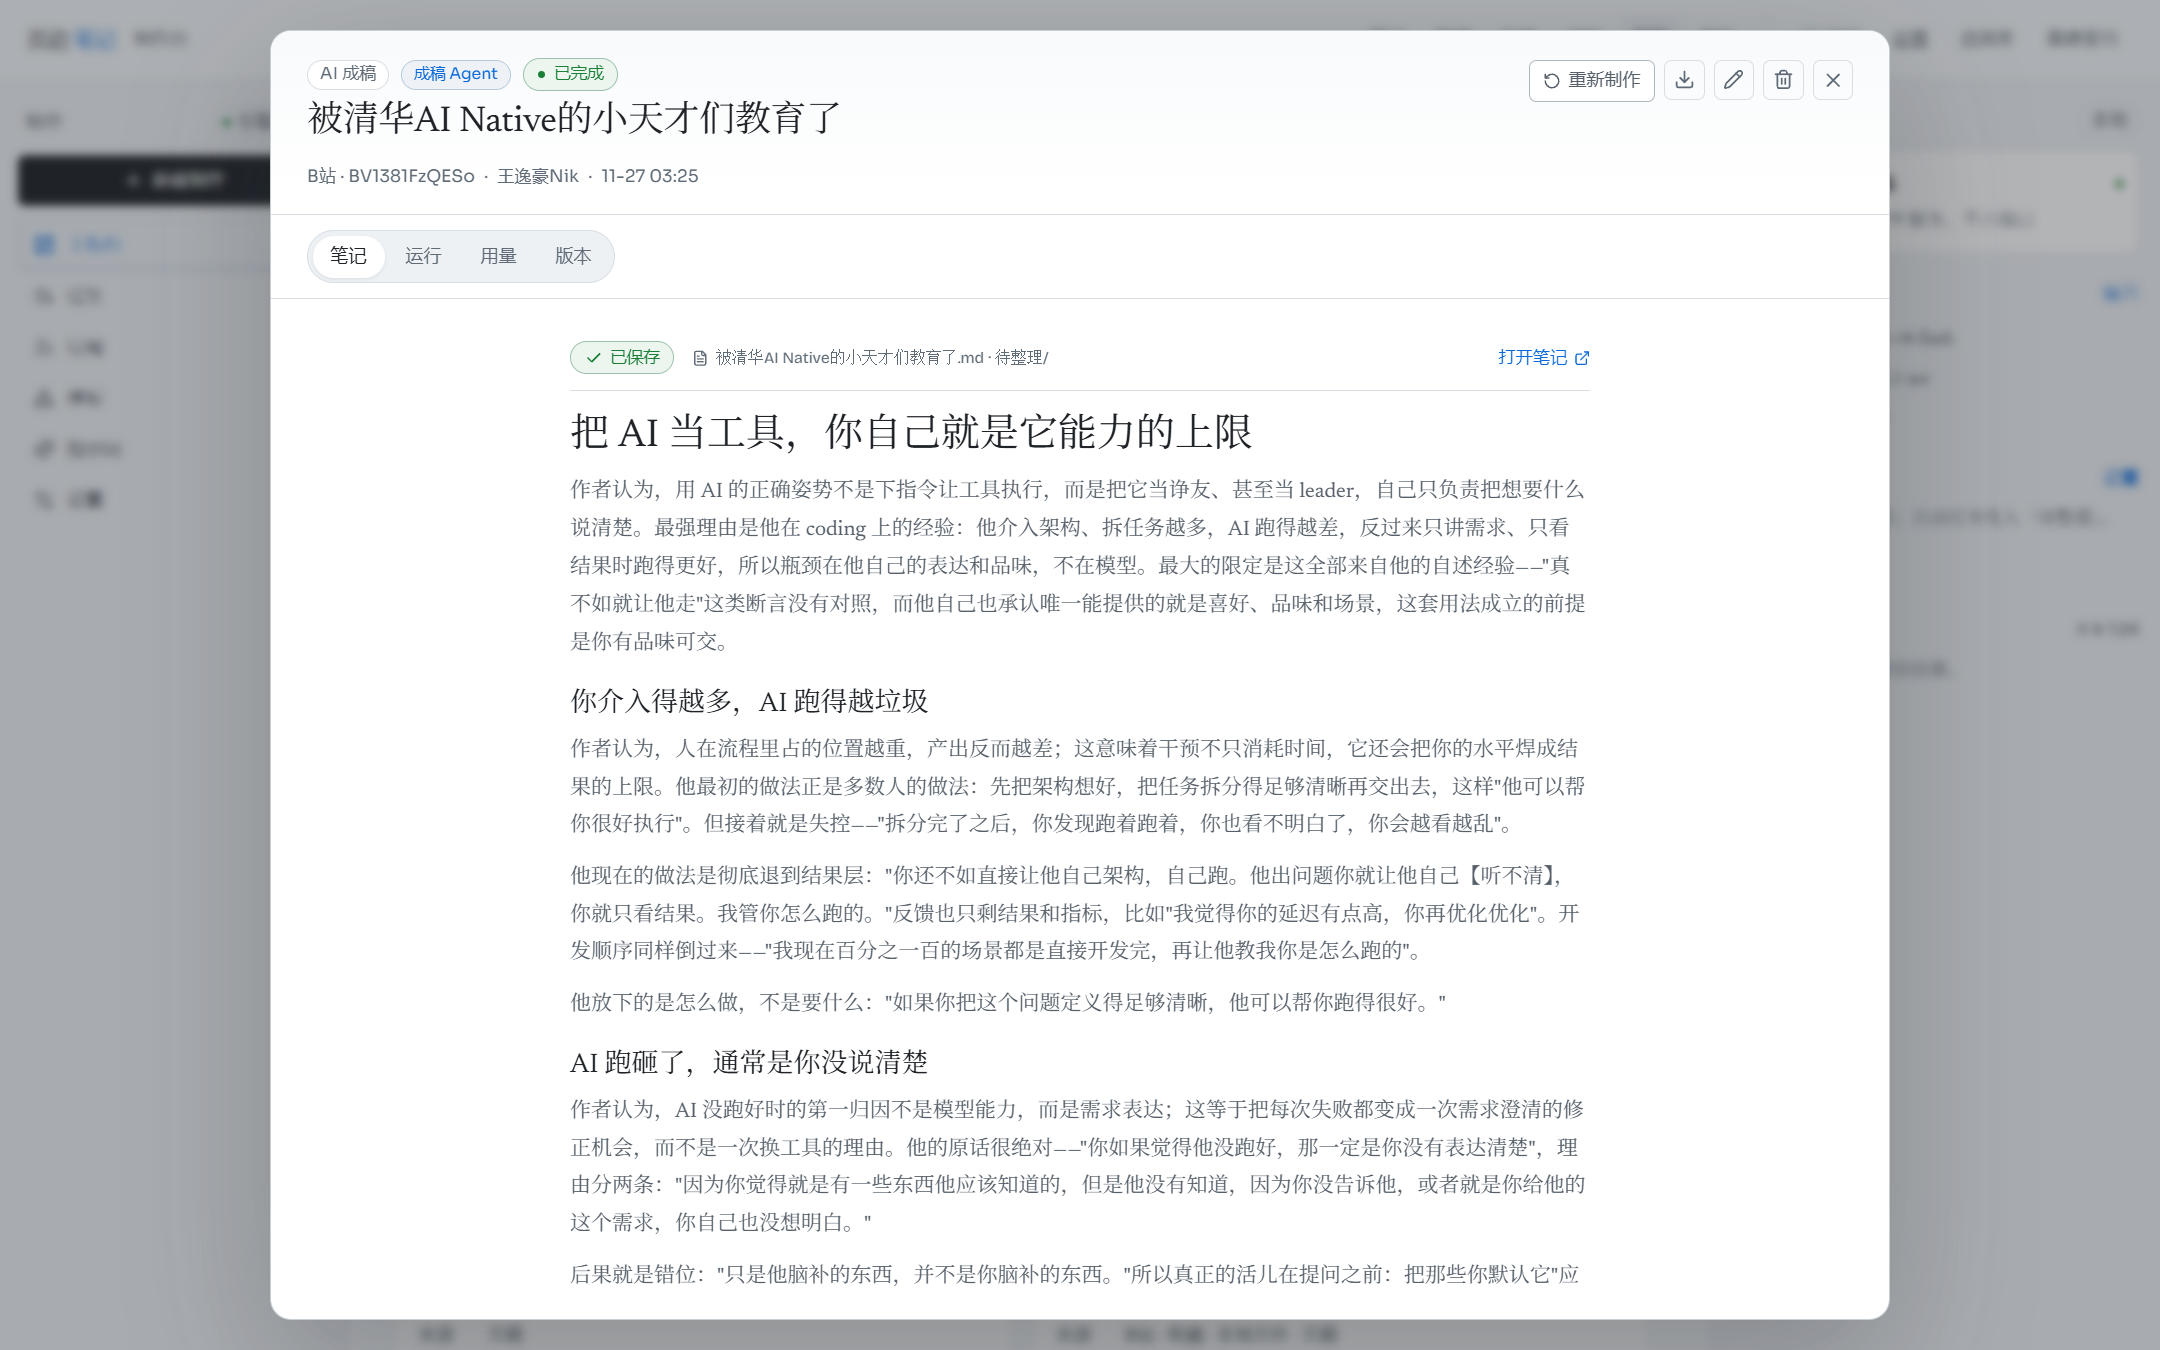 AI 成稿
成稿 Agent
已完成
重新制作
被清华AI Native的小天才们教育了
B站 · BV1381FzQESo · 王逸豪Nik · 11-27 03:25
笔记
运行
用量
版本
已保存
被清华AI Native的小天才们教育了.md · 待整理/
打开笔记
把 AI 当工具，你自己就是它能力的上限
作者认为，用 AI 的正确姿势不是下指令让工具执行，而是把它当诤友、甚至当 leader，自己只负责把想要什么
说清楚。最强理由是他在 coding 上的经验：他介入架构、拆任务越多，AI 跑得越差，反过来只讲需求、只看
结果时跑得更好，所以瓶颈在他自己的表达和品味，不在模型。最大的限定是这全部来自他的自述经验——"真
不如就让他走"这类断言没有对照，而他自己也承认唯一能提供的就是喜好、品味和场景，这套用法成立的前提
是你有品味可交。
你介入得越多，AI 跑得越垃圾
作者认为，人在流程里占的位置越重，产出反而越差；这意味着干预不只消耗时间，它还会把你的水平焊成结
果的上限。他最初的做法正是多数人的做法：先把架构想好，把任务拆分得足够清晰再交出去，这样"他可以帮
你很好执行"。但接着就是失控——"拆分完了之后，你发现跑着跑着，你也看不明白了，你会越看越乱"。
他现在的做法是彻底退到结果层："你还不如直接让他自己架构，自己跑。他出问题你就让他自己【听不清】，
你就只看结果。我管你怎么跑的。"反馈也只剩结果和指标，比如"我觉得你的延迟有点高，你再优化优化"。开
发顺序同样倒过来——"我现在百分之一百的场景都是直接开发完，再让他教我你是怎么跑的"。
他放下的是怎么做，不是要什么："如果你把这个问题定义得足够清晰，他可以帮你跑得很好。"
AI 跑砸了，通常是你没说清楚
作者认为，AI 没跑好时的第一归因不是模型能力，而是需求表达；这等于把每次失败都变成一次需求澄清的修
正机会，而不是一次换工具的理由。他的原话很绝对——"你如果觉得他没跑好，那一定是你没有表达清楚"，理
由分两条："因为你觉得就是有一些东西他应该知道的，但是他没有知道，因为你没告诉他，或者就是你给他的
这个需求，你自己也没想明白。"
后果就是错位："只是他脑补的东西，并不是你脑补的东西。"所以真正的活儿在提问之前：把那些你默认它"应